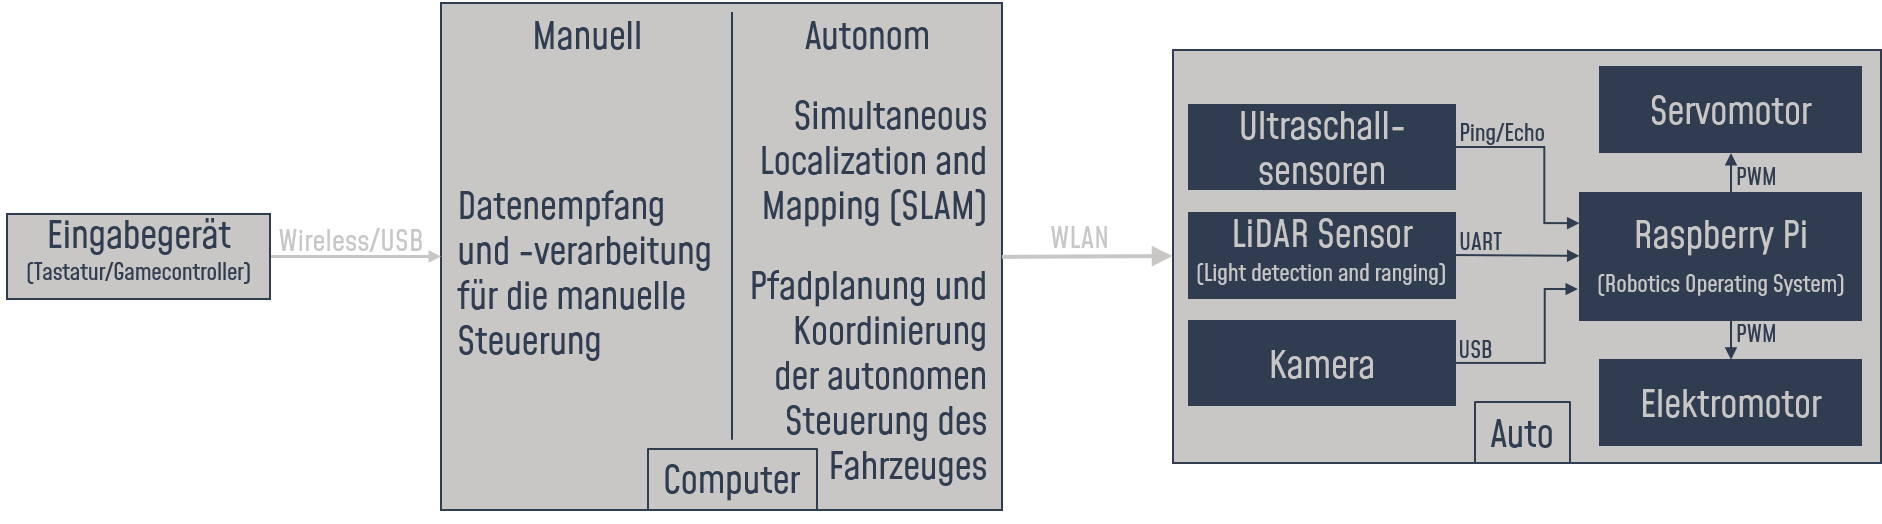 Eingabegerät
(Tastatur/Gamecontroller)
Wireless/USB
Manuell
Datenempfang
und -verarbeitung
für die manuelle
Steuerung
Autonom
Simultaneous
Localization and
Mapping (SLAM)
Pfadplanung und
Koordinierung
der autonomen
Steuerung des
Fahrzeuges
Computer
WLAN
Ultraschall-
sensoren
Ping/Echo
LiDAR Sensor
(Light detection and ranging)
UART
Kamera
USB
Servomotor
PWM
Raspberry Pi
(Robotics Operating System)
PWM
Elektromotor
Auto